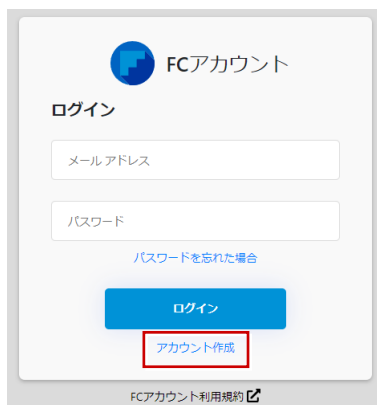 FCアカウント
ログイン
メール アドレス
パスワード
パスワードを忘れた場合
ログイン
アカウント作成
FCアカウント利用規約